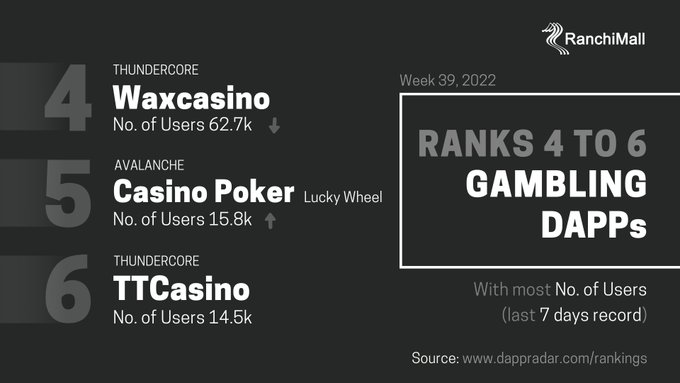 RanchiMall
4
THUNDERCORE
Waxcasino
No. of Users 62.7k
5
AVALANCHE
Casino Poker Lucky Wheel
No. of Users 15.8k
6
THUNDERCORE
TTCasino
No. of Users 14.5k
Week 39, 2022
RANKS 4 TO 6
GAMBLING
DAPPs
With most No. of Users
(last 7 days record)
Source: www.dappradar.com/rankings